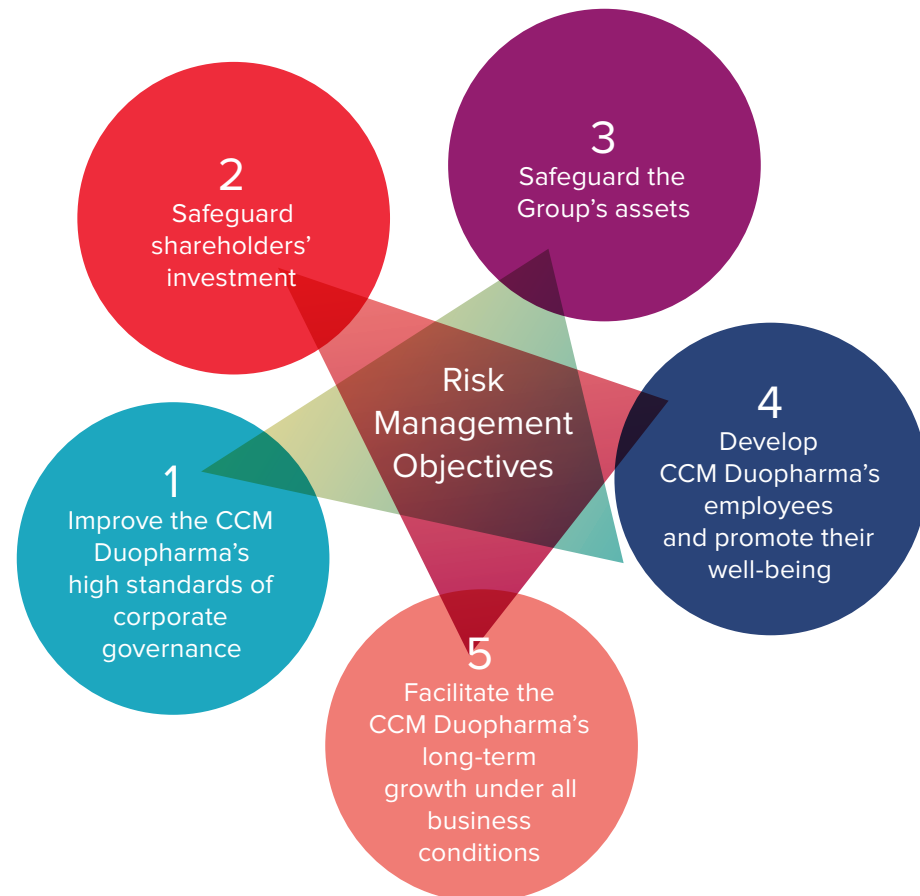 Risk
Management
Objectives
1
Improve the CCM
Duopharma's
high standards of
corporate
governance
2
Safeguard
shareholders'
investment
3
Safeguard the
Group's assets
4
Develop
CCM Duopharma's
employees
and promote their
well-being
5
Facilitate the
CCM Duopharma's
long-term
growth under all
business
conditions